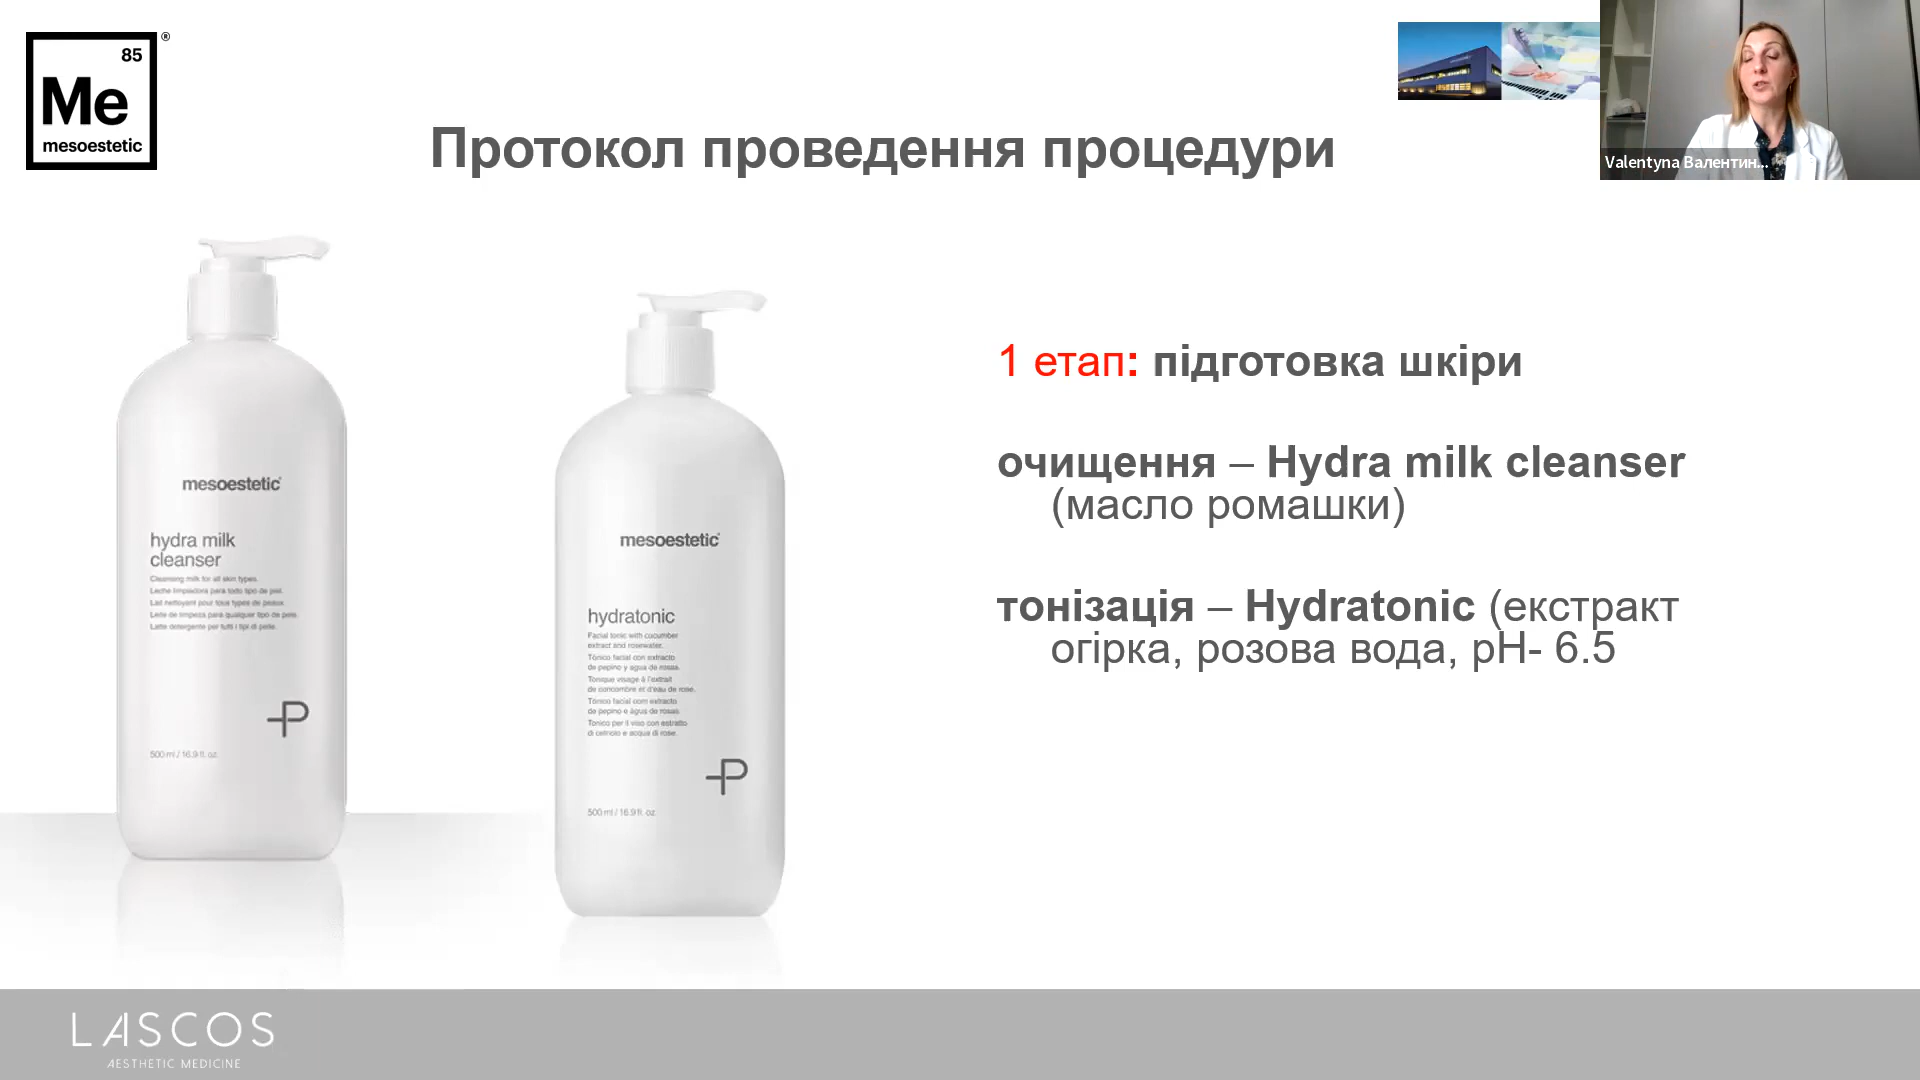 85
Me
mesoestetic
®
Протокол проведення процедури
Valentyna Валентин...
mesoestetic
hydra milk
cleanser
Cleansing milk for all skin types.
Leche limpiadora para todo tipo de piel.
Lait nettoyant pour tous types de peaux.
Leite de limpeza para qualquer tipo de pele.
Latte detergente per tutti i tipi di pelle.
500 ml / 16.9 fl. oz.
mesoestetic
hydratonic
Facial tonic with cucumber
extract and rosewater.
Tónico facial con extracto
de pepino y agua de rosas.
Tonique visage à l'extrait
de concombre et d'eau de rose.
Tónico facial com extracto
de pepino e água de rosas.
Tonico per il viso con estratto
di cetriolo e acqua di rose.
500 ml / 16.9 fl. oz.
1 етап: підготовка шкіри
очищення – Hydra milk cleanser
(масло ромашки)
тонізація – Hydratonic (екстракт
огірка, розова вода, рН- 6.5
LASCOS
AESTHETIC MEDICINE